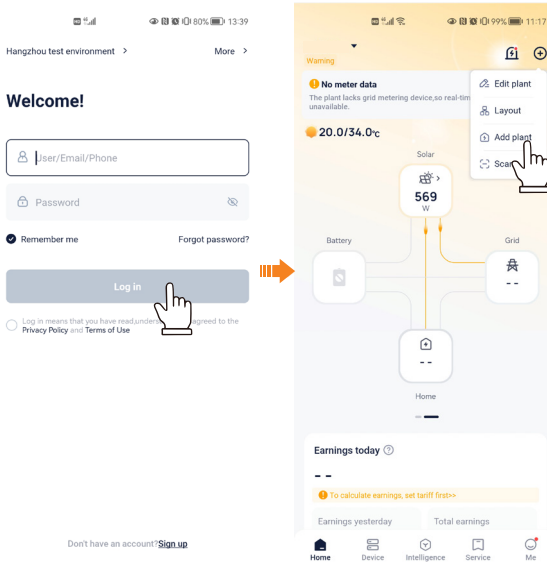 80% 13:39
Hangzhou test environment >
More >
Welcome!
User/Email/Phone
Password
Remember me
Forgot password?
Log in
Log in means that you have read,unders agreed to the
Privacy Policy and Terms of Use
Don't have an account?Sign up
99% 11:17
Warning
No meter data
The plant lacks grid metering device,so real-tim
unavailable.
Edit plant
Layout
Add plant
Scan
20.0/34.0°C
Solar
569
W
Battery
Grid
--
--
Home
Earnings today
--
To calculate earnings, set tariff first>>
Earnings yesterday
Total earnings
Home
Device
Intelligence
Service
Me